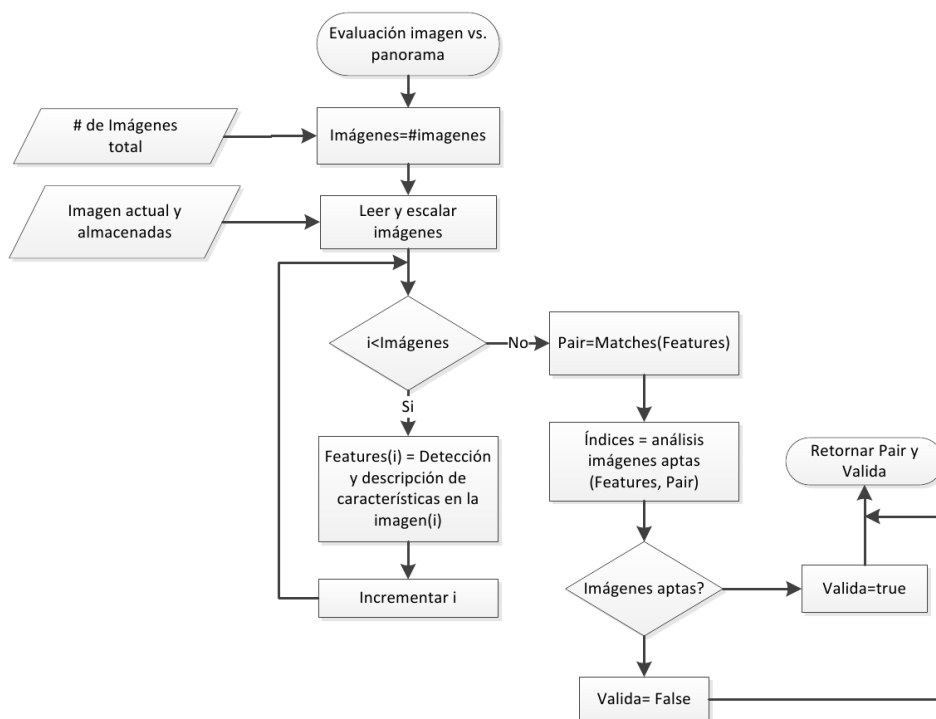 Evaluación imagen vs.
panorama
# de Imágenes
total
Imágenes=#imagenes
Imagen actual y
almacenadas
Leer y escalar
imágenes
i<Imágenes
No
Pair=Matches(Features)
Si
Features(i) = Detección
y descripción de
características en la
imagen(i)
Incrementar i
Índices = análisis
imágenes aptas
(Features, Pair)
Retornar Pair y
Valida
Imágenes aptas?
Valida=true
Valida= False